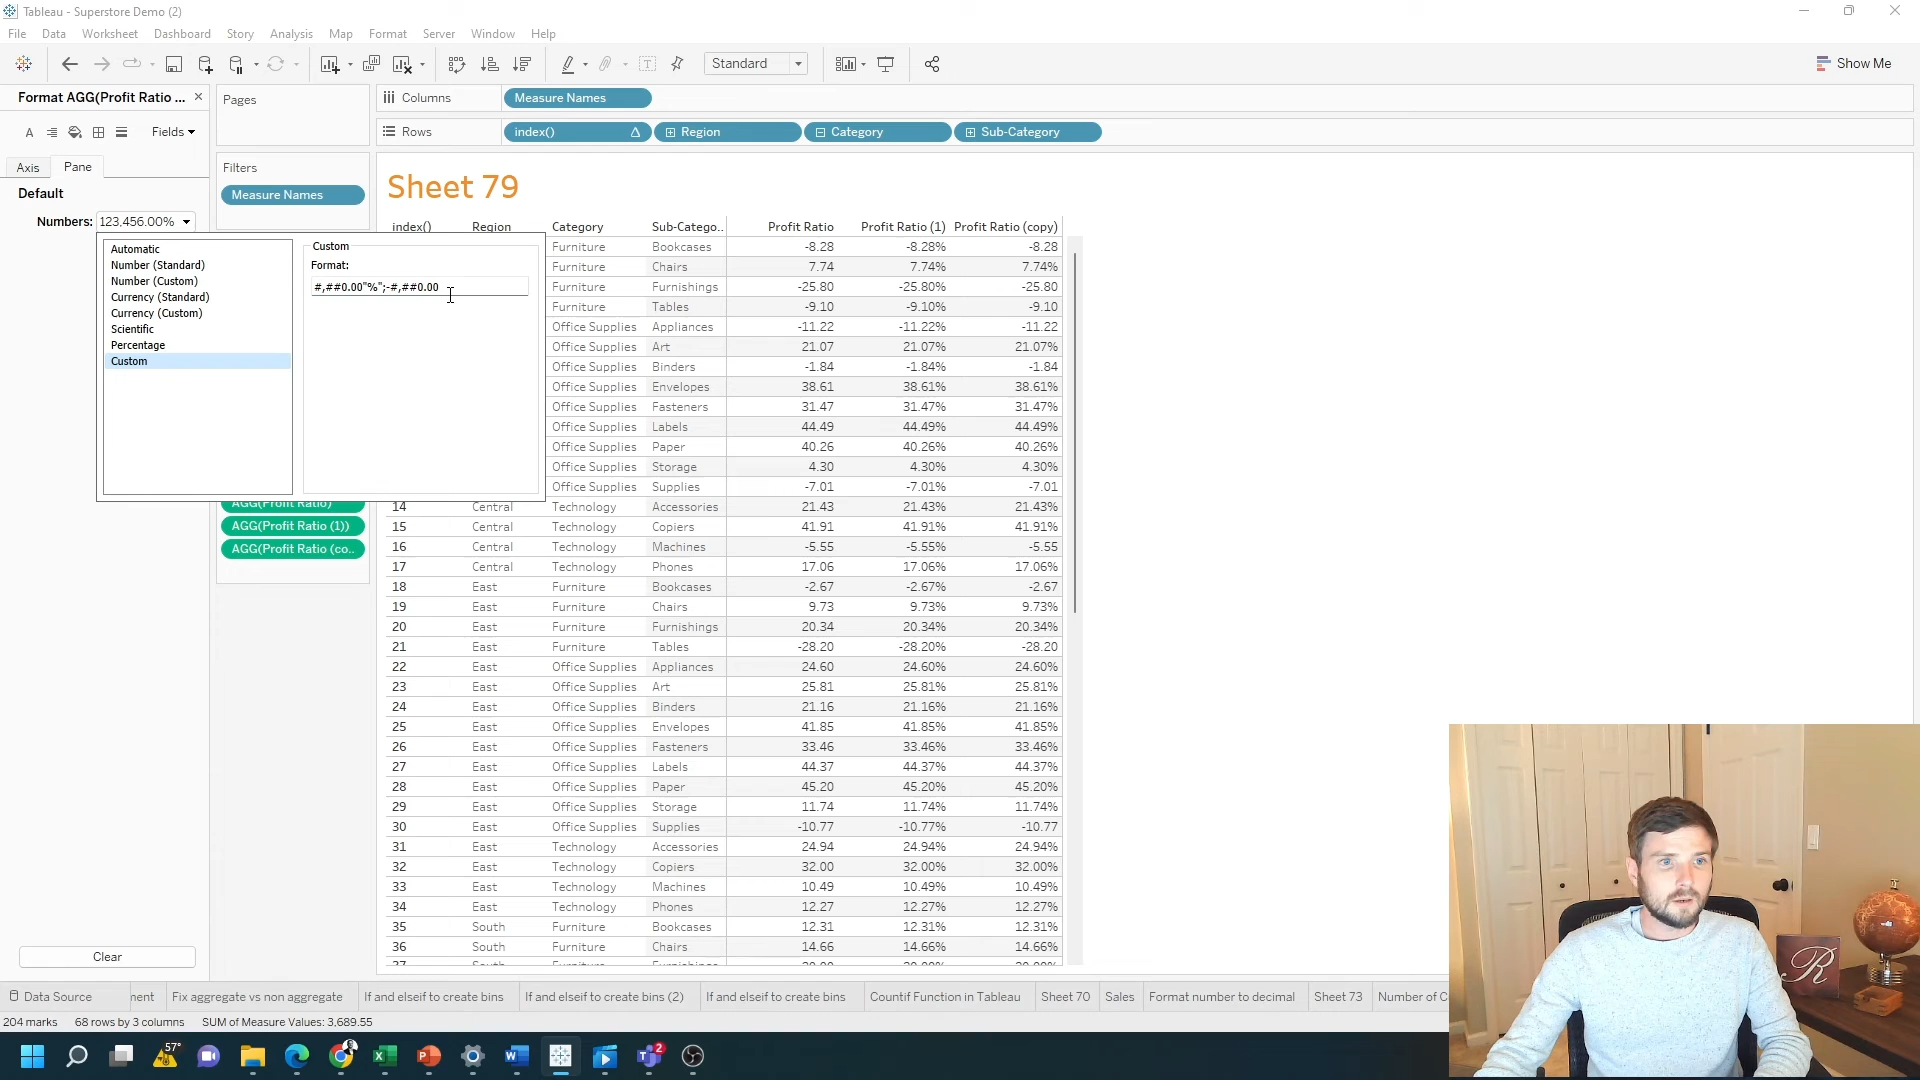 Tableau - Superstore Demo (2)
File Data Worksheet Dashboard Story Analysis Map Format Server Window Help
Standard
Show Me
Format AGG(Profit Ratio ...
Fields
Axis Pane
Default
Numbers: 123,456.00%
Automatic
Number (Standard)
Number (Custom)
Currency (Standard)
Currency (Custom)
Scientific
Percentage
Custom
Custom
Format:
#,##0.00"%";-#,##0.00
Clear
Pages
Filters
Measure Names
AGG(Profit Ratio)
AGG(Profit Ratio (1))
AGG(Profit Ratio (co..
Columns Measure Names
Rows index() Region Category Sub-Category
Sheet 79
index() Region Category Sub-Catego.. Profit Ratio Profit Ratio (1) Profit Ratio (copy)
Furniture Bookcases -8.28 -8.28% -8.28
Furniture Chairs 7.74 7.74% 7.74%
Furniture Furnishings -25.80 -25.80% -25.80
Furniture Tables -9.10 -9.10% -9.10
Office Supplies Appliances -11.22 -11.22% -11.22
Office Supplies Art 21.07 21.07% 21.07%
Office Supplies Binders -1.84 -1.84% -1.84
Office Supplies Envelopes 38.61 38.61% 38.61%
Office Supplies Fasteners 31.47 31.47% 31.47%
Office Supplies Labels 44.49 44.49% 44.49%
Office Supplies Paper 40.26 40.26% 40.26%
Office Supplies Storage 4.30 4.30% 4.30%
Office Supplies Supplies -7.01 -7.01% -7.01
14 Central Technology Accessories 21.43 21.43% 21.43%
15 Central Technology Copiers 41.91 41.91% 41.91%
16 Central Technology Machines -5.55 -5.55% -5.55
17 Central Technology Phones 17.06 17.06% 17.06%
18 East Furniture Bookcases -2.67 -2.67% -2.67
19 East Furniture Chairs 9.73 9.73% 9.73%
20 East Furniture Furnishings 20.34 20.34% 20.34%
21 East Furniture Tables -28.20 -28.20% -28.20
22 East Office Supplies Appliances 24.60 24.60% 24.60%
23 East Office Supplies Art 25.81 25.81% 25.81%
24 East Office Supplies Binders 21.16 21.16% 21.16%
25 East Office Supplies Envelopes 41.85 41.85% 41.85%
26 East Office Supplies Fasteners 33.46 33.46% 33.46%
27 East Office Supplies Labels 44.37 44.37% 44.37%
28 East Office Supplies Paper 45.20 45.20% 45.20%
29 East Office Supplies Storage 11.74 11.74% 11.74%
30 East Office Supplies Supplies -10.77 -10.77% -10.77
31 East Technology Accessories 24.94 24.94% 24.94%
32 East Technology Copiers 32.00 32.00% 32.00%
33 East Technology Machines 10.49 10.49% 10.49%
34 East Technology Phones 12.27 12.27% 12.27%
35 South Furniture Bookcases 12.31 12.31% 12.31%
36 South Furniture Chairs 14.66 14.66% 14.66%
Data Source ment Fix aggregate vs non aggregate If and elseif to create bins If and elseif to create bins (2) If and elseif to create bins Countif Function in Tableau Sheet 70 Sales Format number to decimal Sheet 73 Number of C
204 marks 68 rows by 3 columns SUM of Measure Values: 3,689.55
57°
2
R